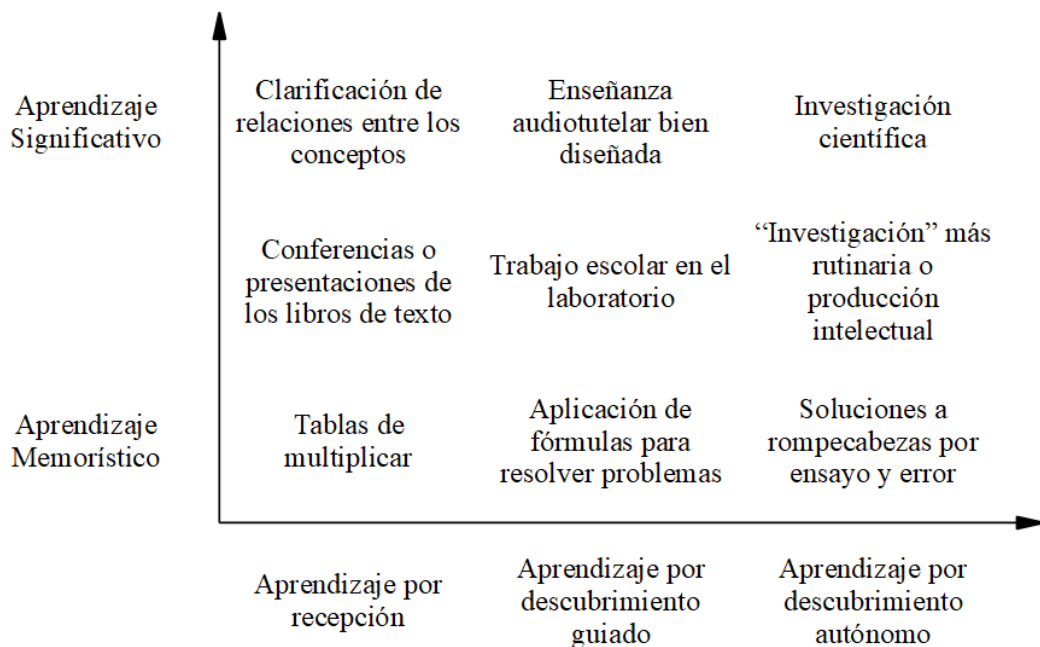 Aprendizaje
Significativo
Clarificación de
relaciones entre los
conceptos
Enseñanza
audiotutelar bien
diseñada
Investigación
científica
Conferencias o
presentaciones de
los libros de texto
Trabajo escolar en el
laboratorio
“Investigación” más
rutinaria o
producción
intelectual
Aprendizaje
Memorístico
Tablas de
multiplicar
Aplicación de
fórmulas para
resolver problemas
Soluciones a
rompecabezas por
ensayo y error
Aprendizaje por
recepción
Aprendizaje por
descubrimiento
guiado
Aprendizaje por
descubrimiento
autónomo